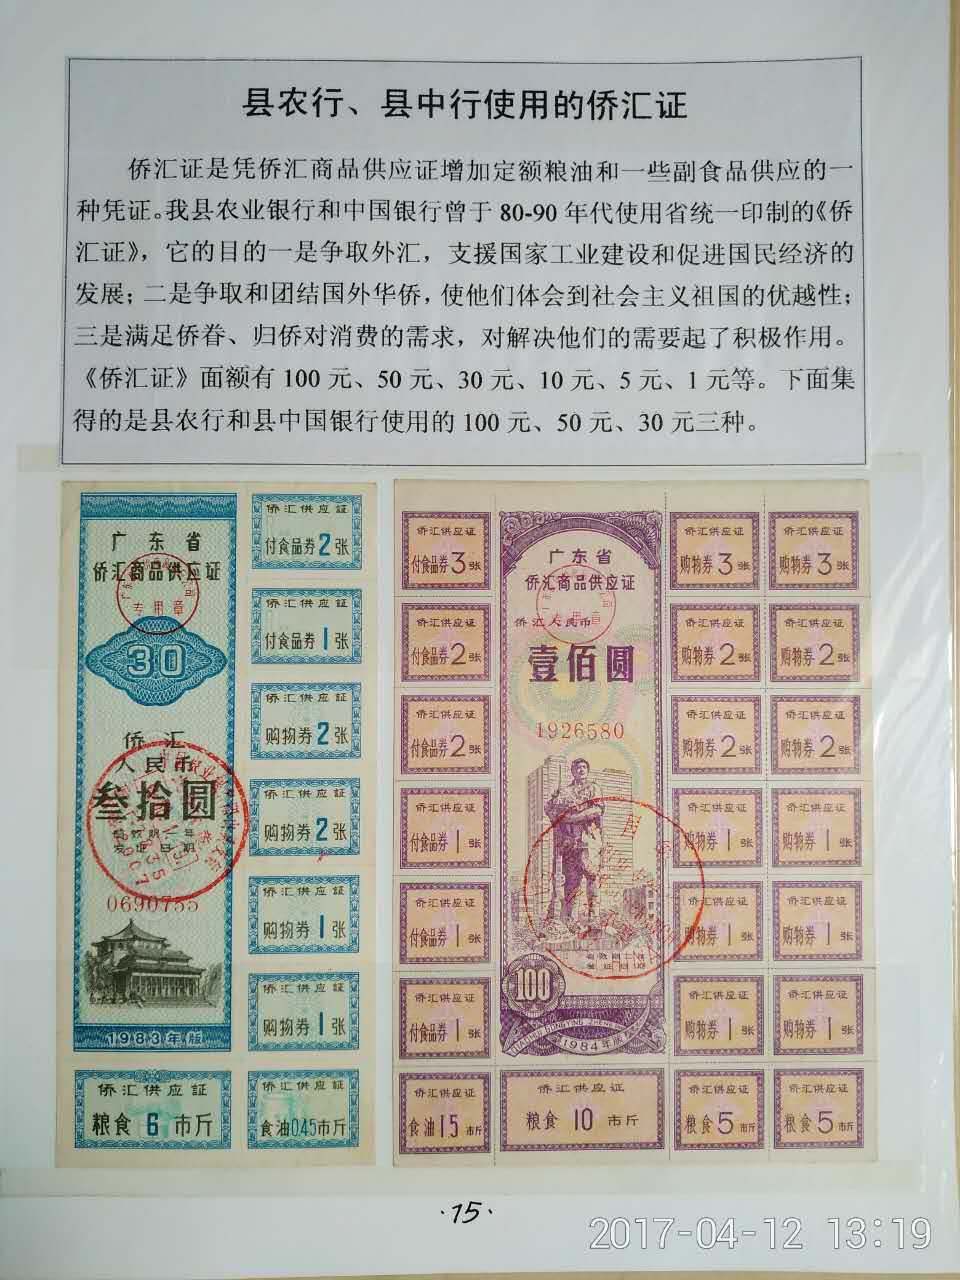 县农行、县中行使用的侨汇证
侨汇证是凭侨汇商品供应证增加定额粮油和一些副食品供应的一
种凭证。我县农业银行和中国银行曾于 80-90 年代使用省统一印制的《侨
汇证》，它的目的一是争取外汇，支援国家工业建设和促进国民经济的
发展；二是争取和团结国外华侨，使他们体会到社会主义祖国的优越性；
三是满足侨眷、归侨对消费的需求，对解决他们的需要起了积极作用。
《侨汇证》面额有 100 元、50 元、30 元、10 元、5 元、1 元等。下面集
得的是县农行和县中国银行使用的 100 元、50 元、30 元三种。
广东省
侨汇商品供应证
专用章
30
侨汇
人民币
叁拾圆
0690755
1983年版
侨汇供应証
付食品券2张
侨汇供应証
付食品券1张
侨汇供应証
购物券2张
侨汇供应証
购物券2张
侨汇供应証
购物券1张
侨汇供应証
购物券1张
侨汇供应証
粮食6市斤
侨汇供应証
食油0.45市斤
侨汇供应证
付食品券3张
侨汇供应证
付食品券2张
侨汇供应证
付食品券2张
侨汇供应证
付食品券1张
侨汇供应证
付食品券1张
侨汇供应证
付食品券1张
侨汇供应证
食油15市斤
广东省
侨汇商品供应证
侨汇人民币
壹佰圆
1926580
100
1984年版
侨汇供应证
粮食10市斤
侨汇供应证
购物券3张
侨汇供应证
购物券2张
侨汇供应证
购物券2张
侨汇供应证
购物券1张
侨汇供应证
购物券1张
侨汇供应证
购物券1张
侨汇供应证
粮食5市斤
侨汇供应证
购物券3张
侨汇供应证
购物券2张
侨汇供应证
购物券2张
侨汇供应证
购物券1张
侨汇供应证
购物券1张
侨汇供应证
购物券1张
侨汇供应证
粮食5市斤
·15·
2017-04-12 13:19